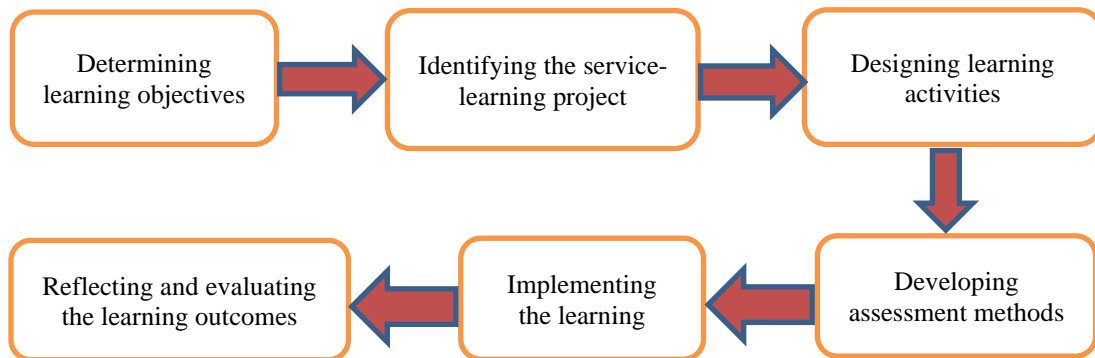 Determining
learning objectives
Identifying the service-
learning project
Designing learning
activities
Developing
assessment methods
Implementing
the learning
Reflecting and evaluating
the learning outcomes